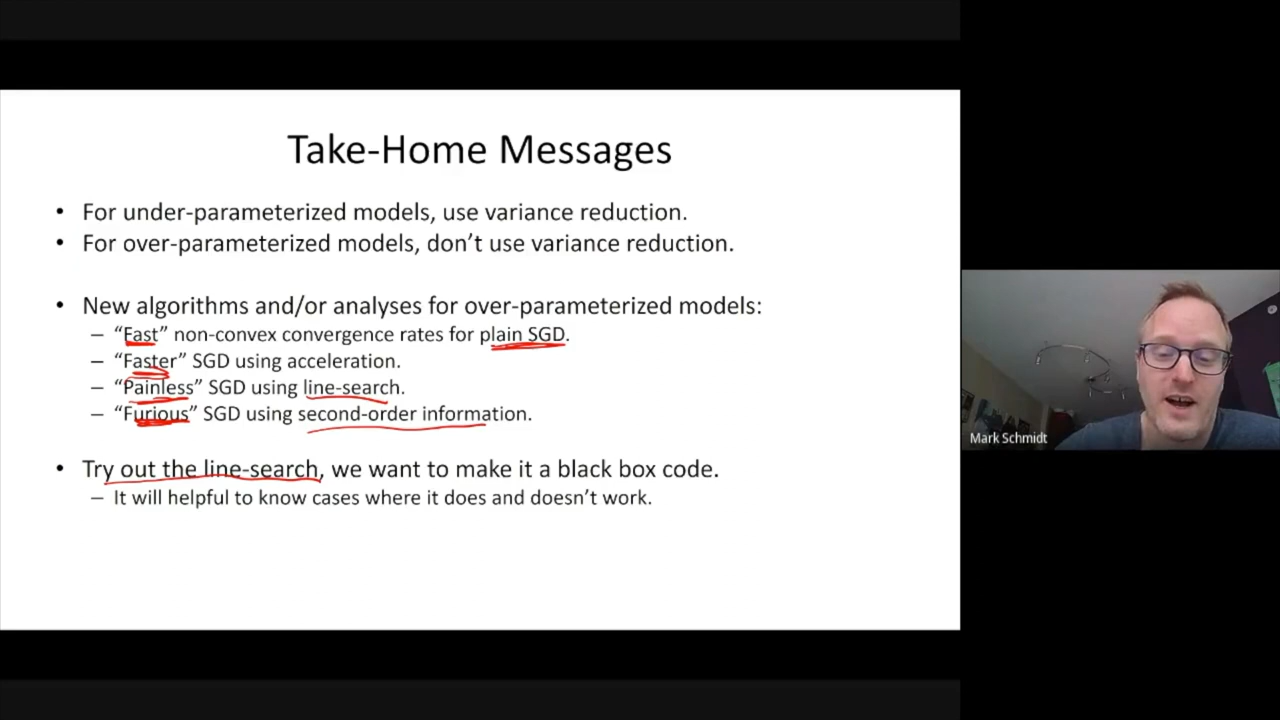 Take-Home Messages
• For under-parameterized models, use variance reduction.
• For over-parameterized models, don't use variance reduction.
• New algorithms and/or analyses for over-parameterized models:
– “Fast” non-convex convergence rates for plain SGD.
– “Faster” SGD using acceleration.
– “Painless” SGD using line-search.
– “Furious” SGD using second-order information.
• Try out the line-search, we want to make it a black box code.
– It will helpful to know cases where it does and doesn't work.
Mark Schmidt